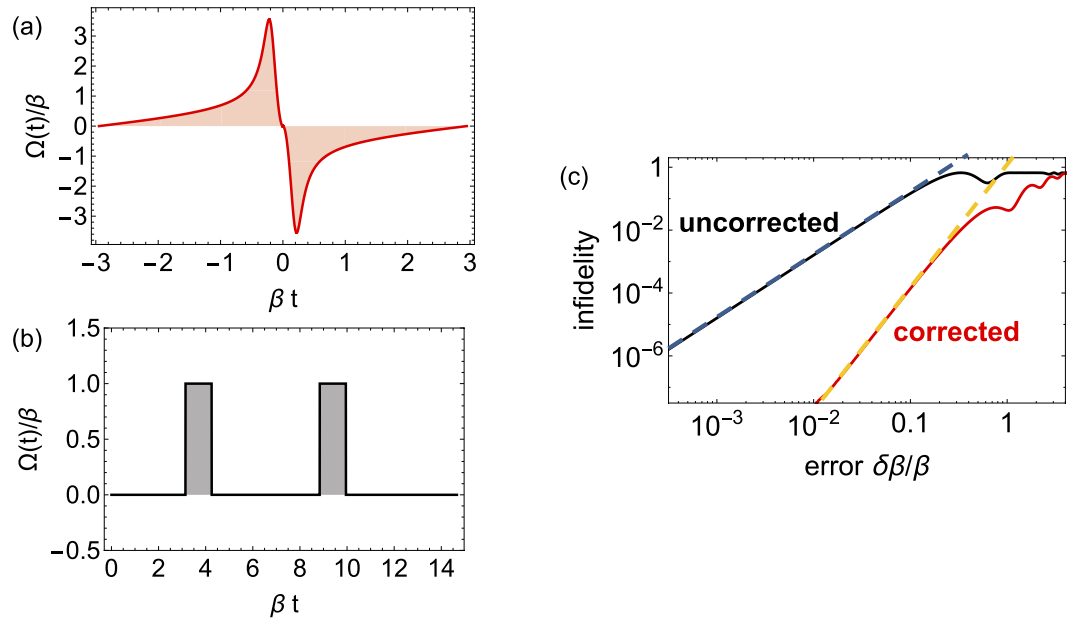 (a)
Ω(t)/β
3
2
1
0
−1
−2
−3
−3 −2 −1 0 1 2 3
β t
(b)
Ω(t)/β
1.5
1.0
0.5
0.0
−0.5
0 2 4 6 8 10 12 14
β t
(c)
infidelity
1
10⁻²
10⁻⁴
10⁻⁶
uncorrected
corrected
10⁻³ 10⁻² 0.1 1
error δβ/β